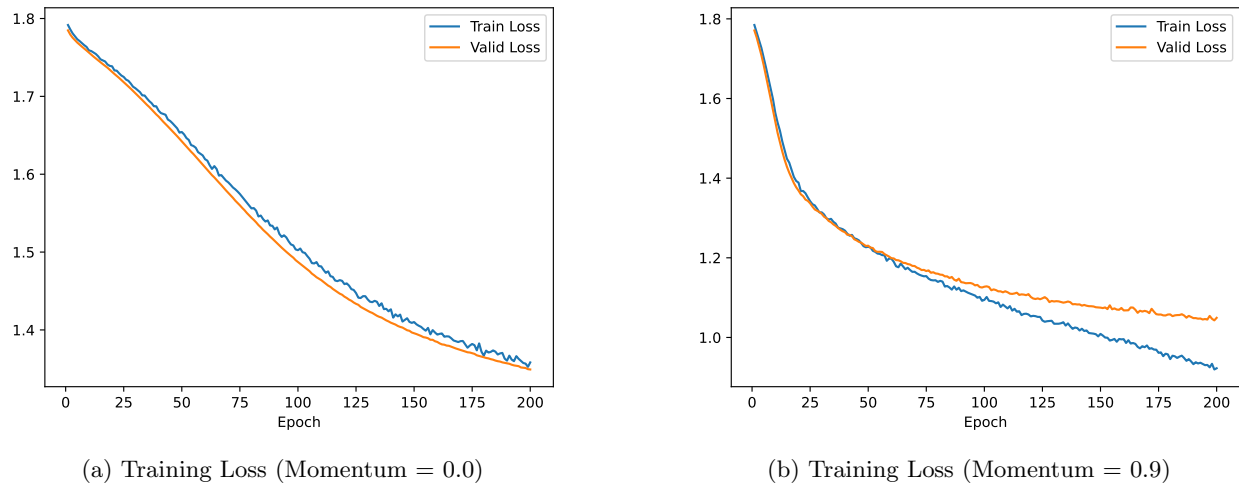 1.8
1.7
1.6
1.5
1.4
0 25 50 75 100 125 150 175 200
Epoch
Train Loss
Valid Loss
(a) Training Loss (Momentum = 0.0)
1.8
1.6
1.4
1.2
1.0
0 25 50 75 100 125 150 175 200
Epoch
Train Loss
Valid Loss
(b) Training Loss (Momentum = 0.9)